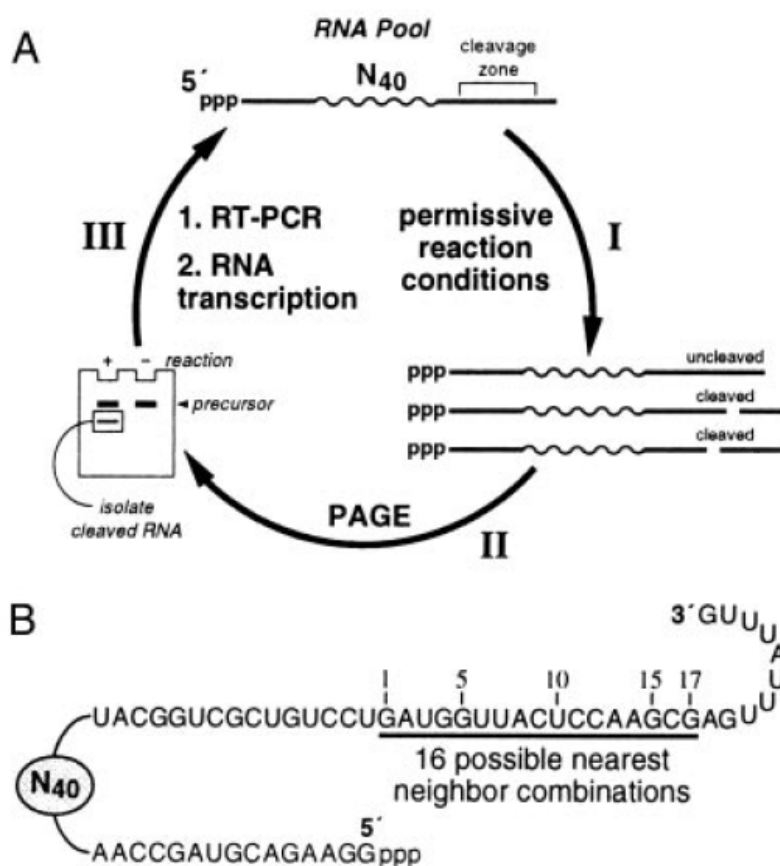 A
RNA Pool
cleavage
zone
5´
N40
ppp
III
1. RT-PCR
2. RNA
transcription
permissive
reaction
conditions
I
+ – reaction
precursor
isolate
cleaved RNA
uncleaved
ppp
cleaved
ppp
cleaved
ppp
PAGE
II
B
3´GUUUAUUU
1 5 10 15 17
UACGGUCGCUGUCCUGAUGGUUACUCCAAGCGAG
16 possible nearest
neighbor combinations
N40
5´
AACCGAUGCAGAAGGppp